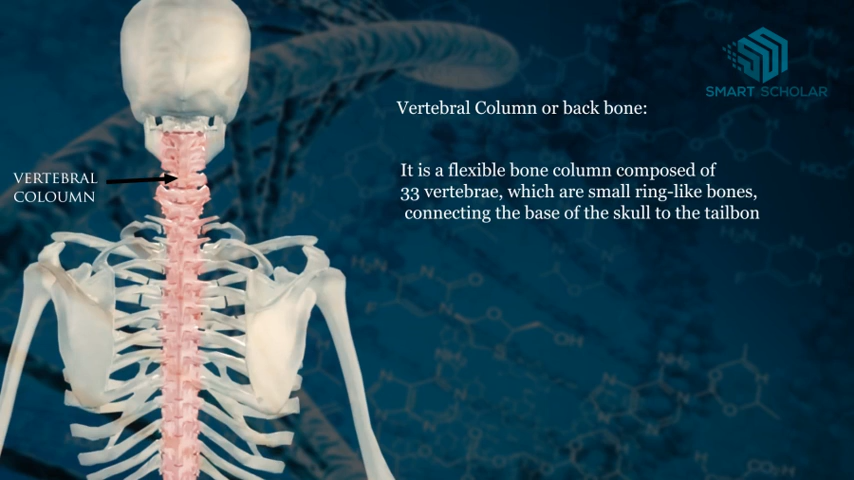 SMART SCHOLAR
Vertebral Column or back bone:
It is a flexible bone column composed of
33 vertebrae, which are small ring-like bones,
connecting the base of the skull to the tailbon
VERTEBRAL
COLOUMN